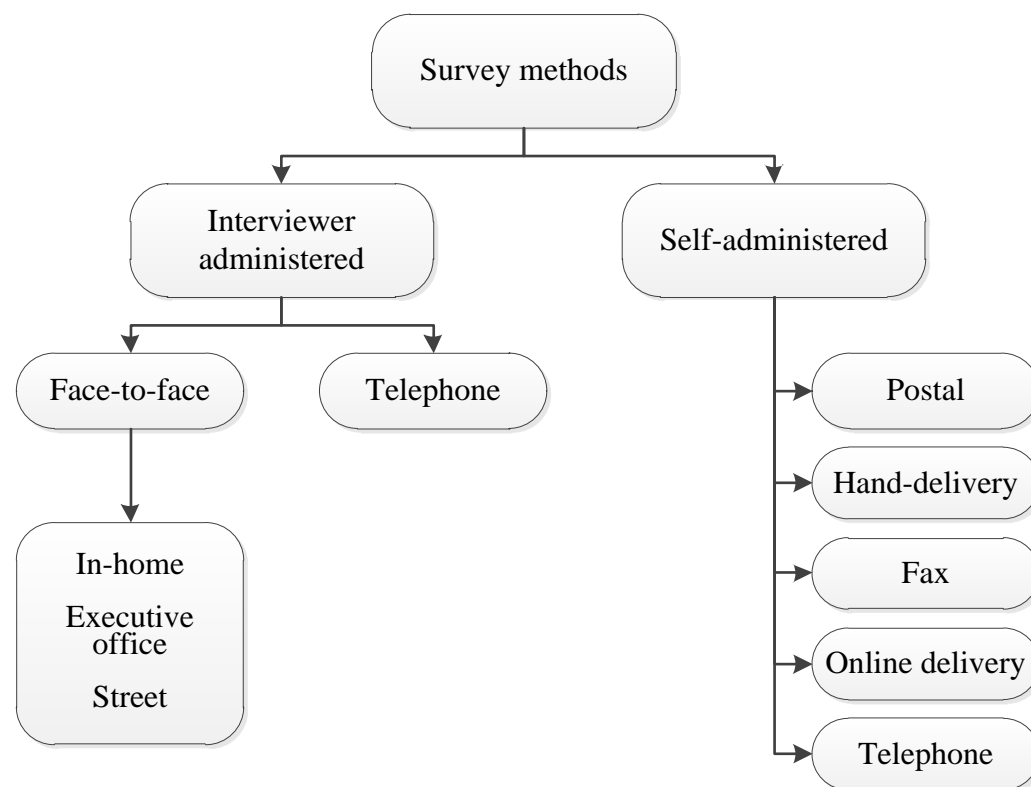 Survey methods
Interviewer
administered
Self-administered
Face-to-face
Telephone
Postal
Hand-delivery
Fax
Online delivery
Telephone
In-home
Executive
office
Street